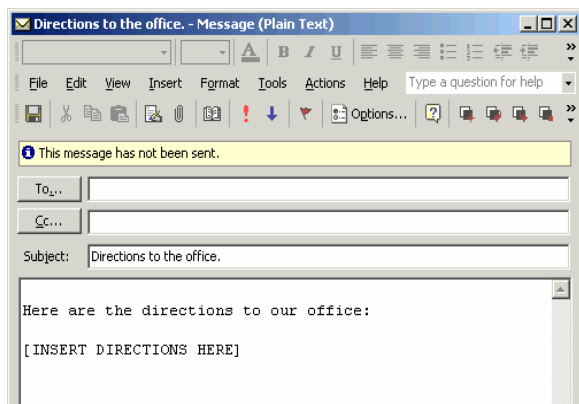 Directions to the office. - Message (Plain Text)
A B I U
File Edit View Insert Format Tools Actions Help Type a question for help
! Options... ?
This message has not been sent.
To...
Cc...
Subject: Directions to the office.
Here are the directions to our office:
[INSERT DIRECTIONS HERE]